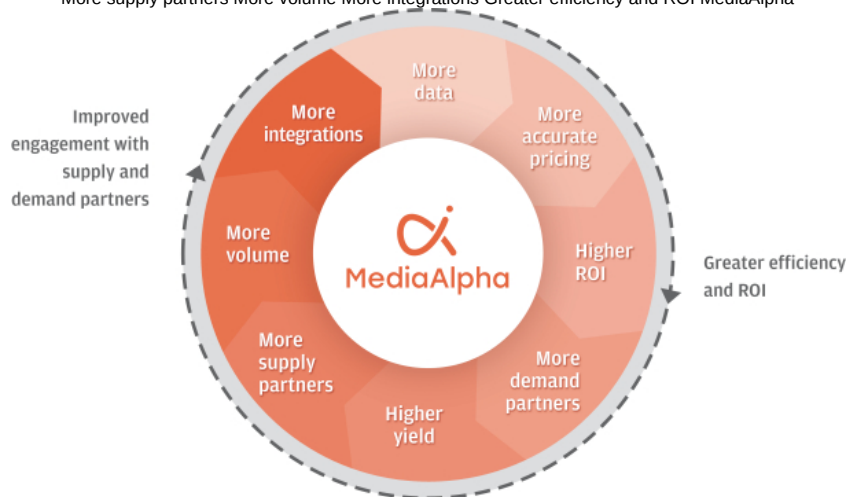 More supply partners More volume More integrations Greater efficiency and ROI MediaAlpha
More
data
More
accurate
pricing
Higher
ROI
More
demand
partners
Higher
yield
More
supply
partners
More
volume
More
integrations
Improved
engagement with
supply and
demand partners
MediaAlpha
Greater efficiency
and ROI